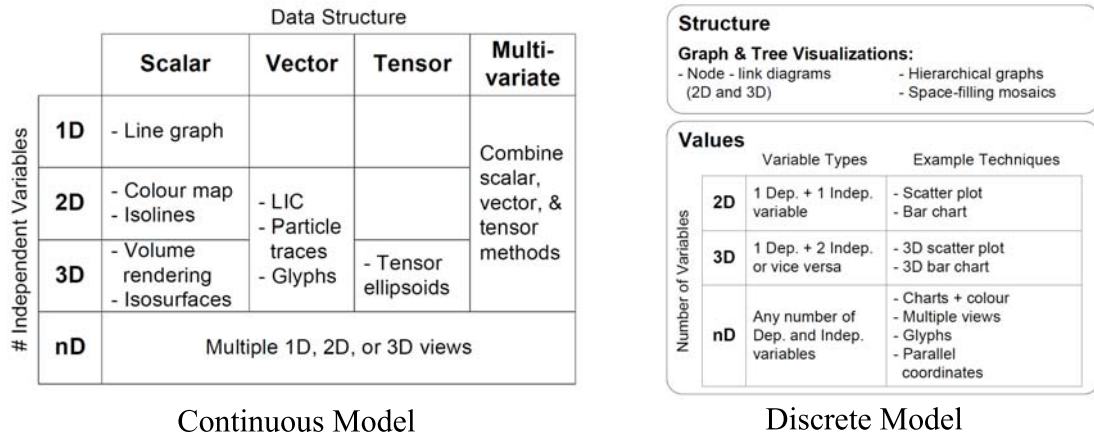 Data Structure
Scalar Vector Tensor Multi-
variate
# Independent Variables
1D - Line graph
2D - Colour map
- Isolines
3D - Volume
rendering
- Isosurfaces
- LIC
- Particle
traces
- Glyphs
- Tensor
ellipsoids
Combine
scalar,
vector, &
tensor
methods
nD Multiple 1D, 2D, or 3D views
Continuous Model
Structure
Graph & Tree Visualizations:
- Node - link diagrams
(2D and 3D)
- Hierarchical graphs
- Space-filling mosaics
Values
Variable Types Example Techniques
Number of Variables
2D 1 Dep. + 1 Indep.
variable
- Scatter plot
- Bar chart
3D 1 Dep. + 2 Indep.
or vice versa
- 3D scatter plot
- 3D bar chart
nD Any number of
Dep. and Indep.
variables
- Charts + colour
- Multiple views
- Glyphs
- Parallel
coordinates
Discrete Model